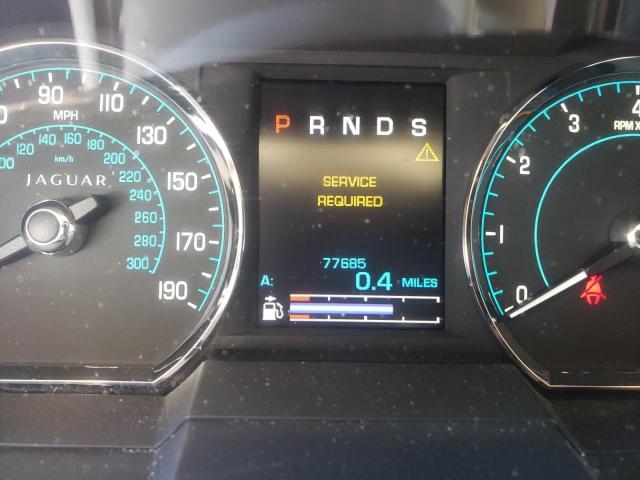 90 110 130 150 170 190
MPH
120 140 160 180 200 220 240 260 280 300
km/h
JAGUAR
P R N D S
SERVICE
REQUIRED
77685
A: 0.4 MILES
0 1 2 3 4